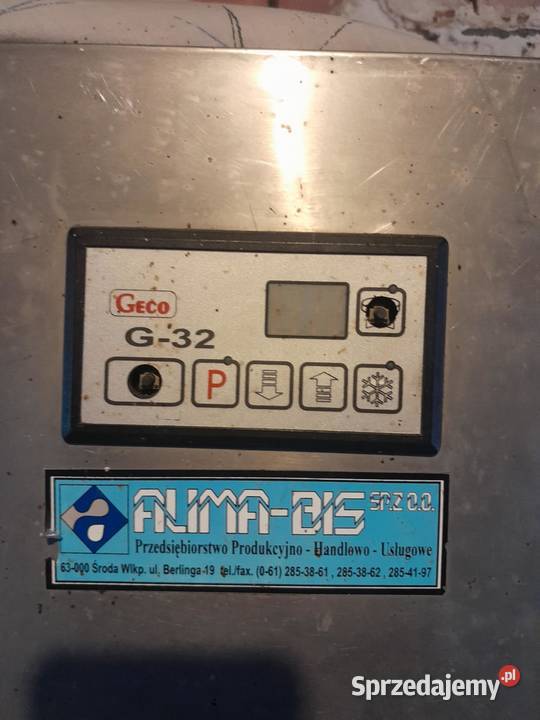 GECO
G-32
P
ALIMA-BIS SP. Z O.O.
Przedsiębiorstwo Produkcyjno - Handlowo - Usługowe
63-000 Środa Wlkp. ul, Berlinga 19 tel./fax. (0-61) 285-38-61 , 285-38-62 , 285-41-97
Sprzedajemy.pl